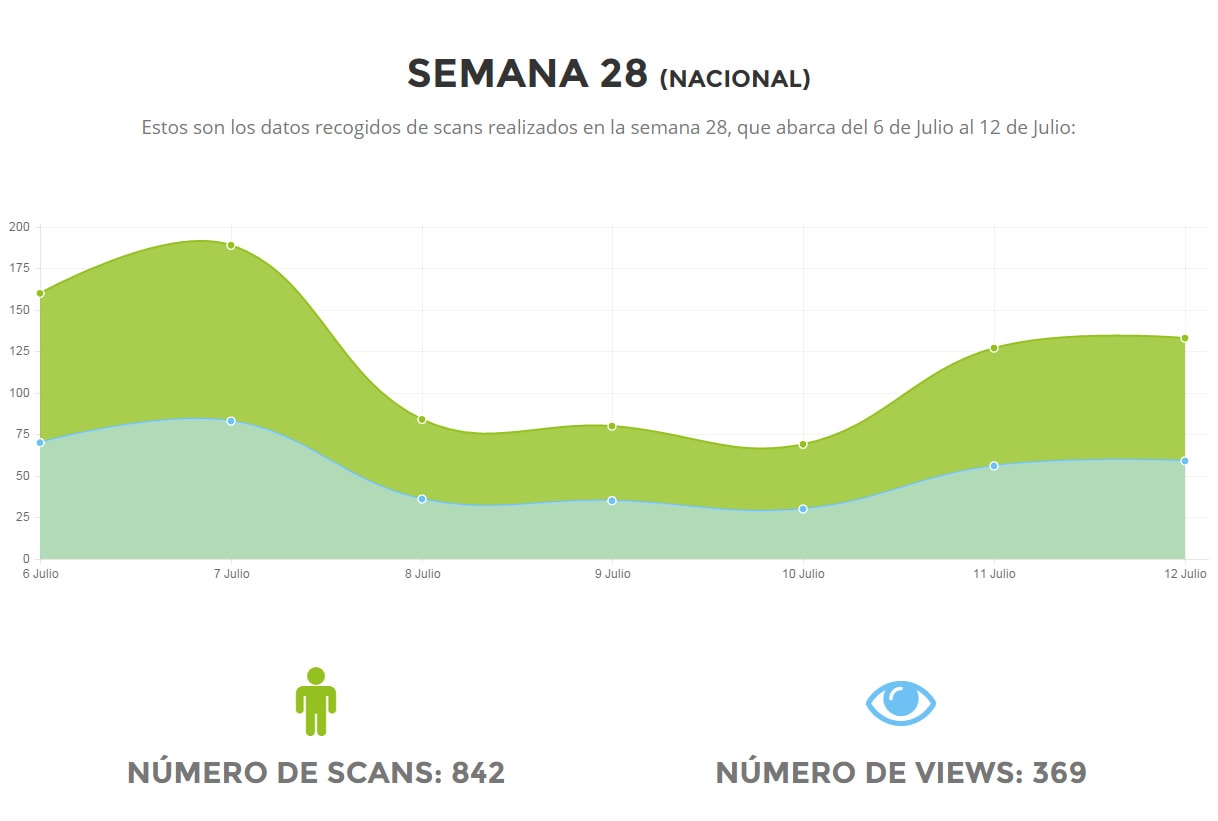 SEMANA 28 (NACIONAL)
Estos son los datos recogidos de scans realizados en la semana 28, que abarca del 6 de Julio al 12 de Julio:
200
175
150
125
100
75
50
25
0
6 Julio 7 Julio 8 Julio 9 Julio 10 Julio 11 Julio 12 Julio
NÚMERO DE SCANS: 842
NÚMERO DE VIEWS: 369